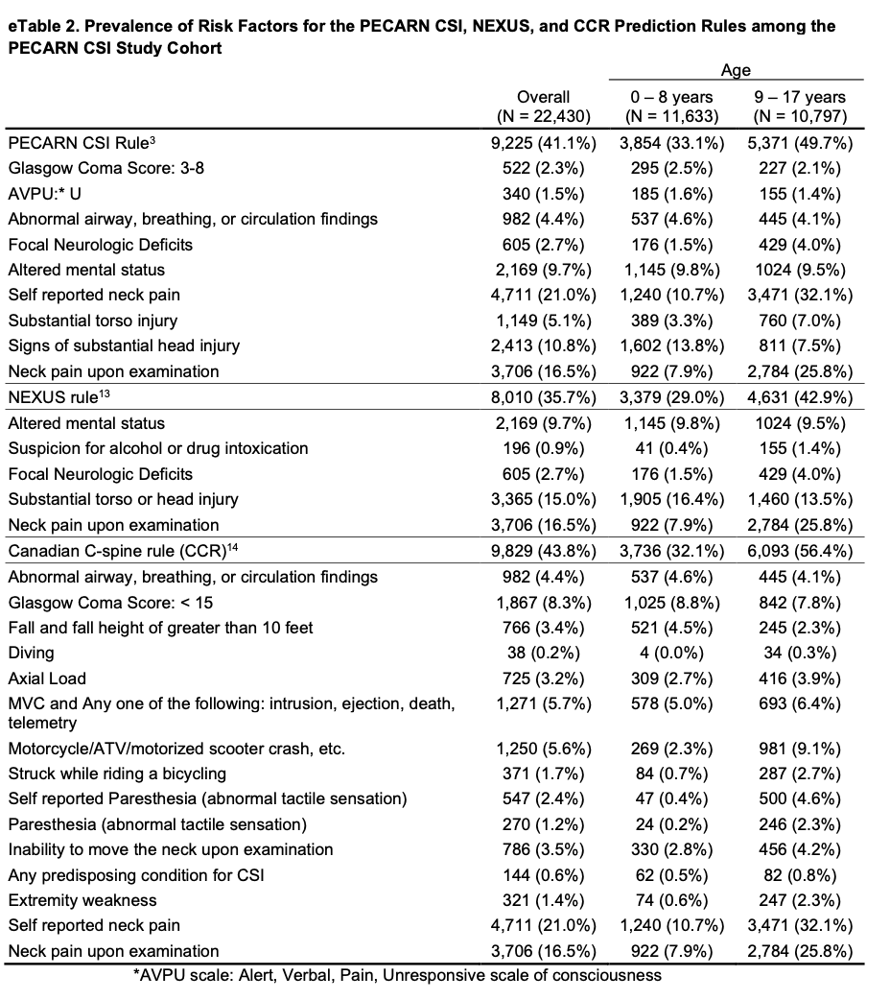 eTable 2. Prevalence of Risk Factors for the PECARN CSI, NEXUS, and CCR Prediction Rules among the
PECARN CSI Study Cohort
Age
Overall 0 – 8 years 9 – 17 years
(N = 22,430) (N = 11,633) (N = 10,797)
PECARN CSI Rule³ 9,225 (41.1%) 3,854 (33.1%) 5,371 (49.7%)
Glasgow Coma Score: 3-8 522 (2.3%) 295 (2.5%) 227 (2.1%)
AVPU:* U 340 (1.5%) 185 (1.6%) 155 (1.4%)
Abnormal airway, breathing, or circulation findings 982 (4.4%) 537 (4.6%) 445 (4.1%)
Focal Neurologic Deficits 605 (2.7%) 176 (1.5%) 429 (4.0%)
Altered mental status 2,169 (9.7%) 1,145 (9.8%) 1024 (9.5%)
Self reported neck pain 4,711 (21.0%) 1,240 (10.7%) 3,471 (32.1%)
Substantial torso injury 1,149 (5.1%) 389 (3.3%) 760 (7.0%)
Signs of substantial head injury 2,413 (10.8%) 1,602 (13.8%) 811 (7.5%)
Neck pain upon examination 3,706 (16.5%) 922 (7.9%) 2,784 (25.8%)
NEXUS rule¹³ 8,010 (35.7%) 3,379 (29.0%) 4,631 (42.9%)
Altered mental status 2,169 (9.7%) 1,145 (9.8%) 1024 (9.5%)
Suspicion for alcohol or drug intoxication 196 (0.9%) 41 (0.4%) 155 (1.4%)
Focal Neurologic Deficits 605 (2.7%) 176 (1.5%) 429 (4.0%)
Substantial torso or head injury 3,365 (15.0%) 1,905 (16.4%) 1,460 (13.5%)
Neck pain upon examination 3,706 (16.5%) 922 (7.9%) 2,784 (25.8%)
Canadian C-spine rule (CCR)¹⁴ 9,829 (43.8%) 3,736 (32.1%) 6,093 (56.4%)
Abnormal airway, breathing, or circulation findings 982 (4.4%) 537 (4.6%) 445 (4.1%)
Glasgow Coma Score: < 15 1,867 (8.3%) 1,025 (8.8%) 842 (7.8%)
Fall and fall height of greater than 10 feet 766 (3.4%) 521 (4.5%) 245 (2.3%)
Diving 38 (0.2%) 4 (0.0%) 34 (0.3%)
Axial Load 725 (3.2%) 309 (2.7%) 416 (3.9%)
MVC and Any one of the following: intrusion, ejection, death, 1,271 (5.7%) 578 (5.0%) 693 (6.4%)
telemetry
Motorcycle/ATV/motorized scooter crash, etc. 1,250 (5.6%) 269 (2.3%) 981 (9.1%)
Struck while riding a bicycling 371 (1.7%) 84 (0.7%) 287 (2.7%)
Self reported Paresthesia (abnormal tactile sensation) 547 (2.4%) 47 (0.4%) 500 (4.6%)
Paresthesia (abnormal tactile sensation) 270 (1.2%) 24 (0.2%) 246 (2.3%)
Inability to move the neck upon examination 786 (3.5%) 330 (2.8%) 456 (4.2%)
Any predisposing condition for CSI 144 (0.6%) 62 (0.5%) 82 (0.8%)
Extremity weakness 321 (1.4%) 74 (0.6%) 247 (2.3%)
Self reported neck pain 4,711 (21.0%) 1,240 (10.7%) 3,471 (32.1%)
Neck pain upon examination 3,706 (16.5%) 922 (7.9%) 2,784 (25.8%)
*AVPU scale: Alert, Verbal, Pain, Unresponsive scale of consciousness